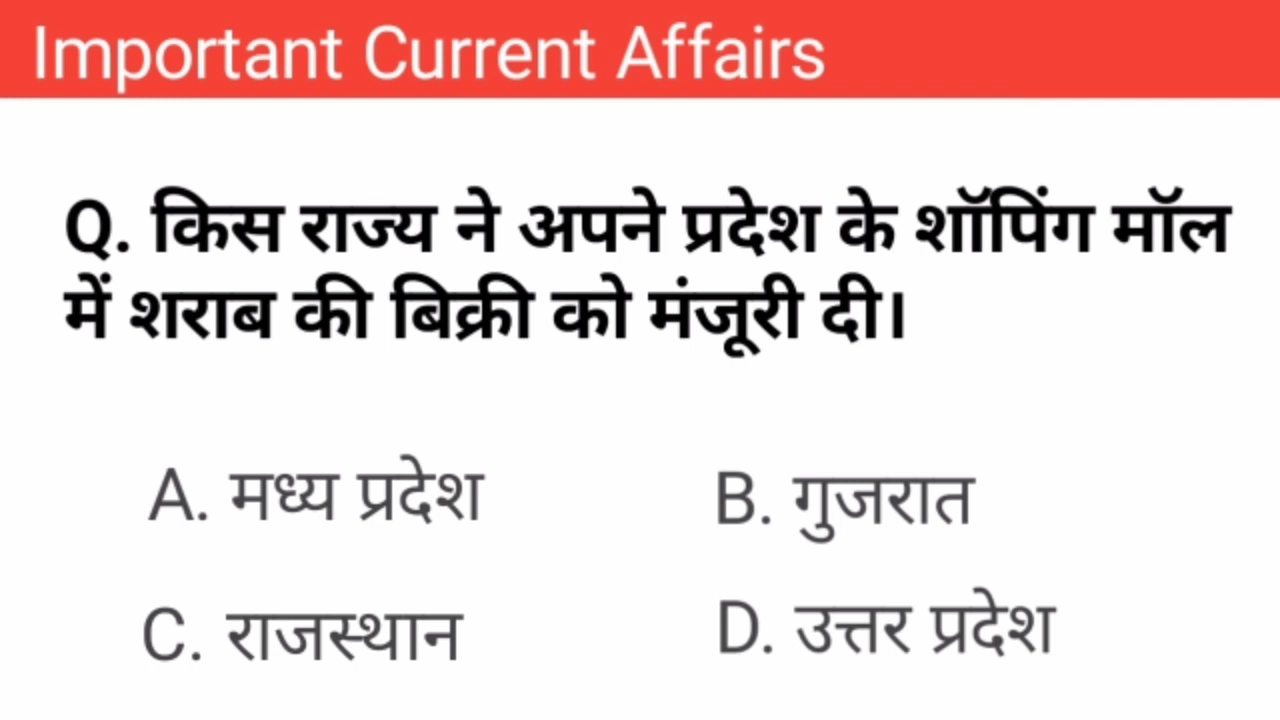 Important Current Affairs
Q. किस राज्य ने अपने प्रदेश के शॉपिंग मॉल
में शराब की बिक्री को मंजूरी दी।
A. मध्य प्रदेश
B. गुजरात
C. राजस्थान
D. उत्तर प्रदेश